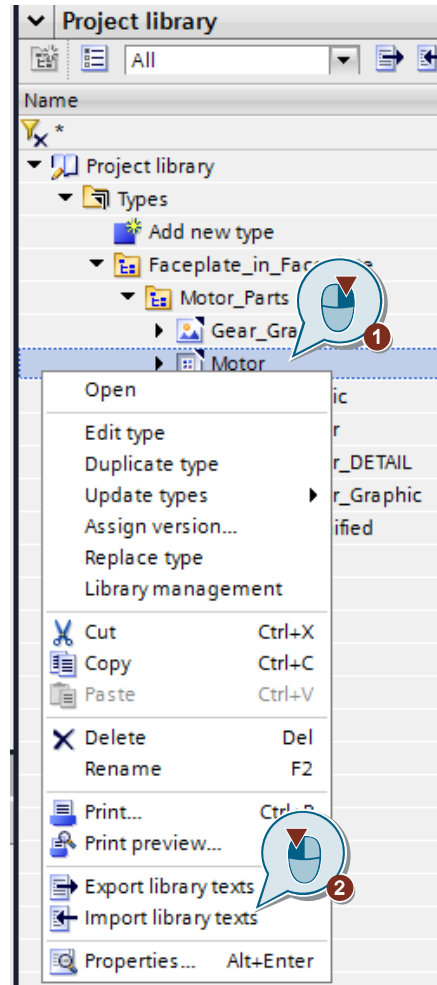 Project library
All
Name
*
Project library
Types
Add new type
Faceplate_in_Fac
Motor_Parts
Gear_Gra
1
Motor
Open
ic
Edit type
r
Duplicate type
r_DETAIL
Update types
r_Graphic
Assign version...
ified
Replace type
Library management
Cut Ctrl+X
Copy Ctrl+C
Paste Ctrl+V
Delete Del
Rename F2
Print...
Print preview...
Export library texts
2
Import library texts
Properties... Alt+Enter